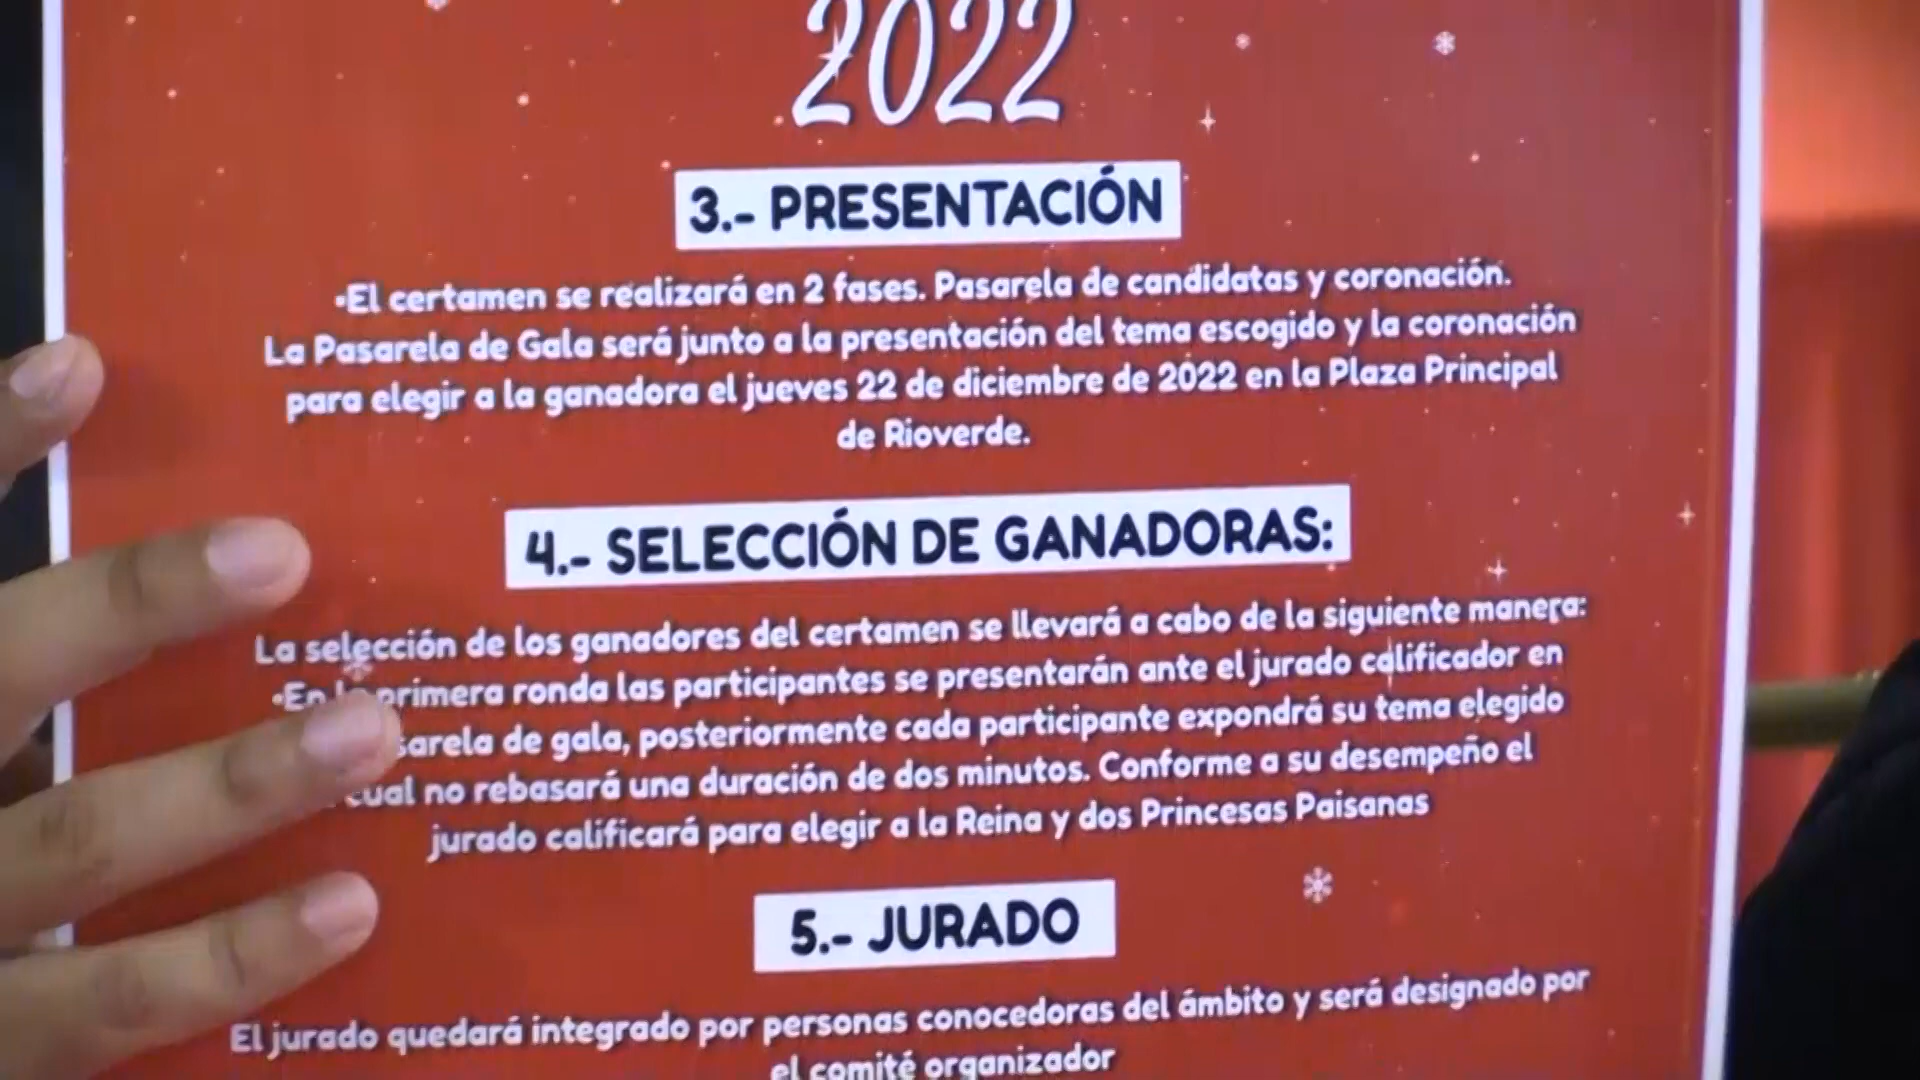 2022
3.- PRESENTACIÓN
•El certamen se realizará en 2 fases. Pasarela de candidatas y coronación.
La Pasarela de Gala será junto a la presentación del tema escogido y la coronación
para elegir a la ganadora el jueves 22 de diciembre de 2022 en la Plaza Principal
de Rioverde.
4.- SELECCIÓN DE GANADORAS:
La selección de los ganadores del certamen se llevará a cabo de la siguiente manera:
•En la primera ronda las participantes se presentarán ante el jurado calificador en
de gala, posteriormente cada participante expondrá su tema elegido
cual no rebasará una duración de dos minutos. Conforme a su desempeño el
jurado calificará para elegir a la Reina y dos Princesas Paisanas
5.- JURADO
El jurado quedará integrado por personas conocedoras del ámbito y será designado por
el comité organizador